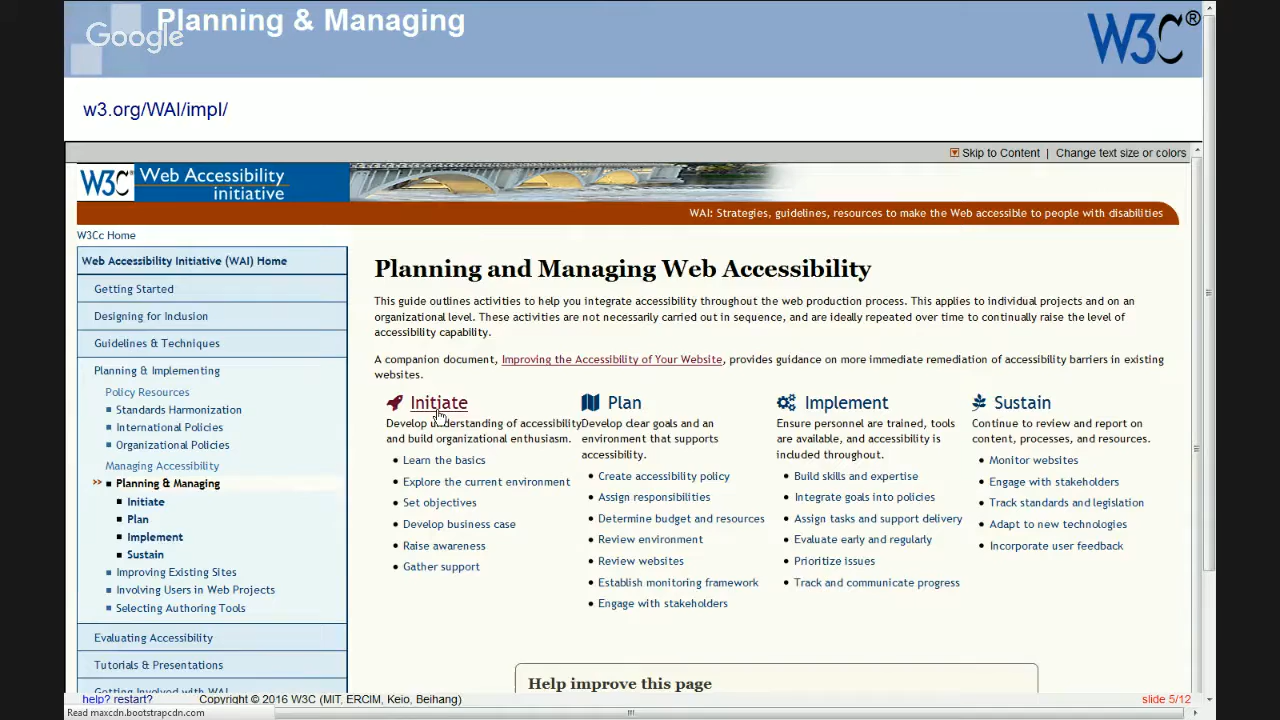 Planning & Managing
Google
W3C®
w3.org/WAI/impl/
Skip to Content | Change text size or colors
W3C Web Accessibility
initiative
WAI: Strategies, guidelines, resources to make the Web accessible to people with disabilities
W3Cc Home
Web Accessibility Initiative (WAI) Home
Getting Started
Designing for Inclusion
Guidelines & Techniques
Planning & Implementing
Policy Resources
Standards Harmonization
International Policies
Organizational Policies
Managing Accessibility
Planning & Managing
Initiate
Plan
Implement
Sustain
Improving Existing Sites
Involving Users in Web Projects
Selecting Authoring Tools
Evaluating Accessibility
Tutorials & Presentations
Getting Involved with WAI
Planning and Managing Web Accessibility
This guide outlines activities to help you integrate accessibility throughout the web production process. This applies to individual projects and on an
organizational level. These activities are not necessarily carried out in sequence, and are ideally repeated over time to continually raise the level of
accessibility capability.
A companion document, Improving the Accessibility of Your Website, provides guidance on more immediate remediation of accessibility barriers in existing
websites.
Initiate
Develop understanding of accessibility
and build organizational enthusiasm.
Learn the basics
Explore the current environment
Set objectives
Develop business case
Raise awareness
Gather support
Plan
Develop clear goals and an
environment that supports
accessibility.
Create accessibility policy
Assign responsibilities
Determine budget and resources
Review environment
Review websites
Establish monitoring framework
Engage with stakeholders
Implement
Ensure personnel are trained, tools
are available, and accessibility is
included throughout.
Build skills and expertise
Integrate goals into policies
Assign tasks and support delivery
Evaluate early and regularly
Prioritize issues
Track and communicate progress
Sustain
Continue to review and report on
content, processes, and resources.
Monitor websites
Engage with stakeholders
Track standards and legislation
Adapt to new technologies
Incorporate user feedback
Help improve this page
help? restart? Copyright © 2016 W3C (MIT, ERCIM, Keio, Beihang) slide 5/12
Read maxcdn.bootstrapcdn.com